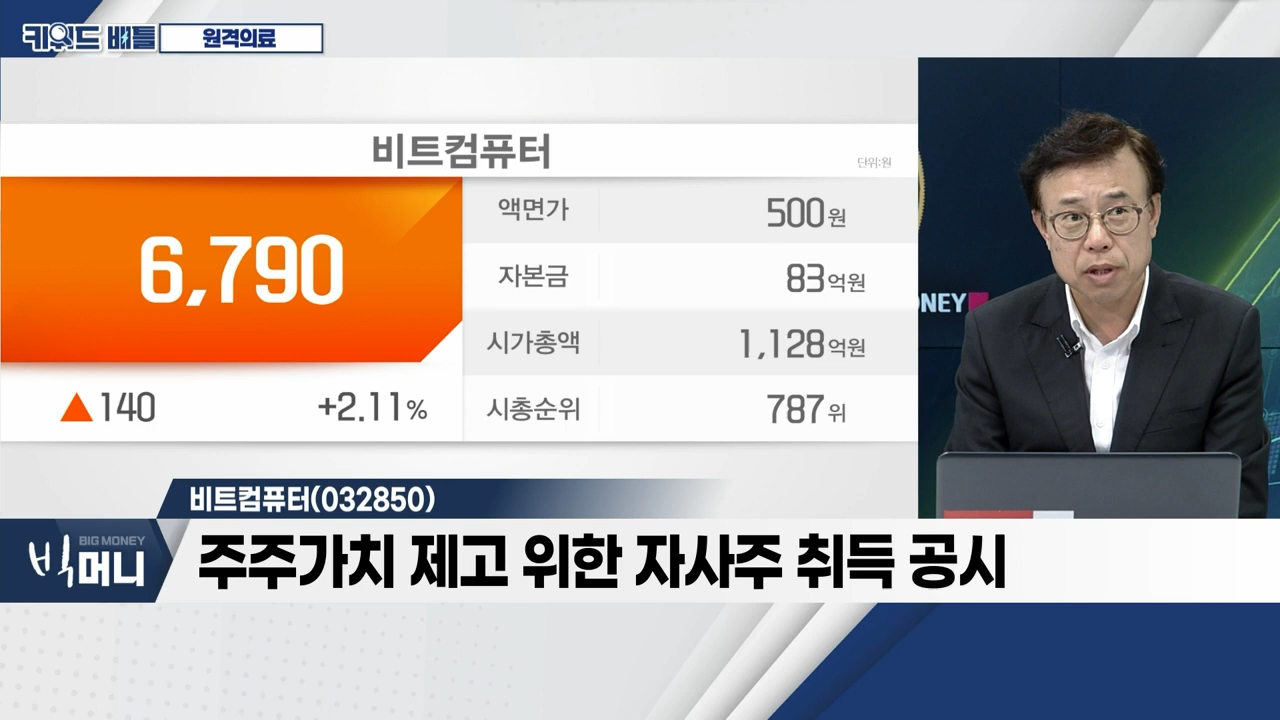 키워드 배틀
원격의료
비트컴퓨터
단위:원
6,790
▲140 +2.11%
액면가 500원
자본금 83억원
시가총액 1,128억원
시총순위 787위
ONEY
비트컴퓨터(032850)
BIG MONEY
빅머니
주주가치 제고 위한 자사주 취득 공시